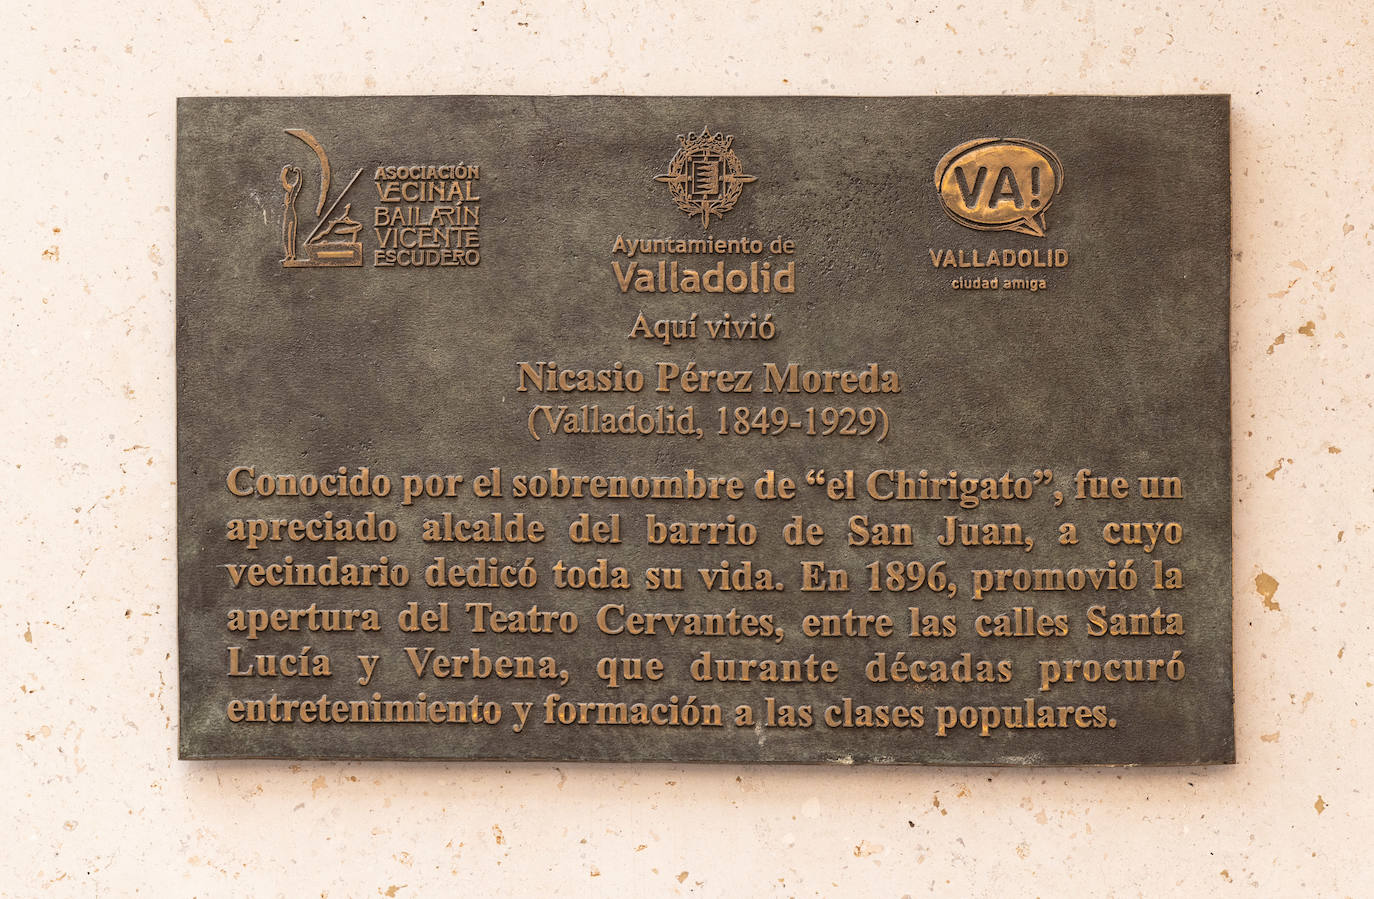 ASOCIACIÓN
VECINAL
BAILARÍN
VICENTE
ESCUDERO
Ayuntamiento de
Valladolid
VA!
VALLADOLID
ciudad amiga
Aquí vivió
Nicasio Pérez Moreda
(Valladolid, 1849-1929)
Conocido por el sobrenombre de “el Chirigato”, fue un
apreciado alcalde del barrio de San Juan, a cuyo
vecindario dedicó toda su vida. En 1896, promovió la
apertura del Teatro Cervantes, entre las calles Santa
Lucía y Verbena, que durante décadas procuró
entretenimiento y formación a las clases populares.